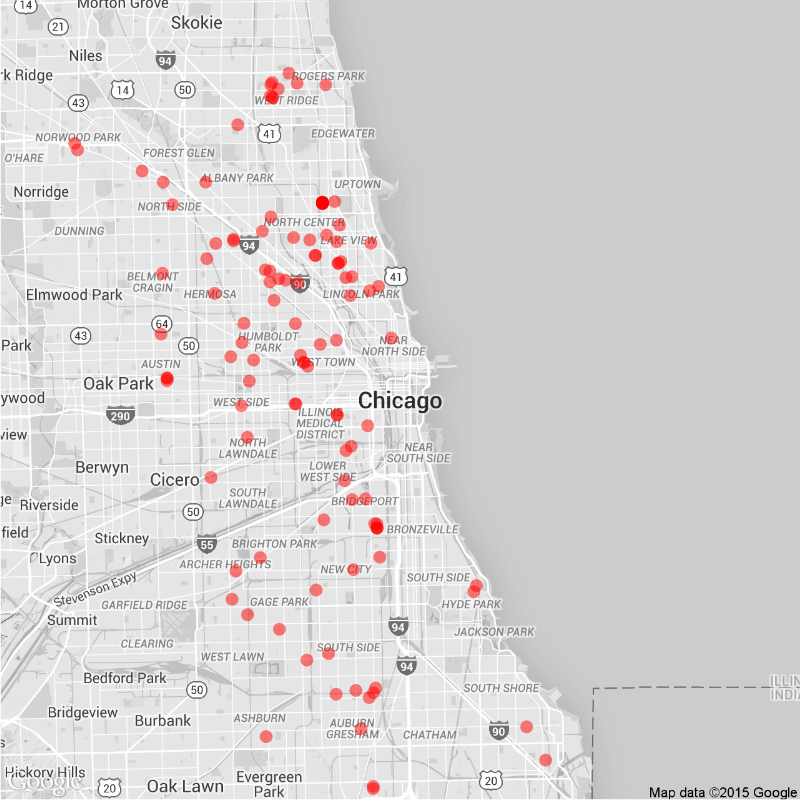 14
Morton Grove
Skokie
21
Niles
94
rk Ridge
14
50
ROGERS PARK
WEST RIDGE
43
41
EDGEWATER
NORWOOD PARK
O'HARE
FOREST GLEN
ALBANY PARK
UPTOWN
Norridge
NORTH SIDE
NORTH CENTER
DUNNING
94
LAKE VIEW
BELMONT
CRAGIN
41
90
Elmwood Park
HERMOSA
LINCOLN PARK
64
43
50
HUMBOLDT
PARK
NEAR
NORTH SIDE
Park
AUSTIN
WEST TOWN
Oak Park
ywood
WEST SIDE
Chicago
290
ILLINOIS
MEDICAL
DISTRICT
view
NORTH
LAWNDALE
NEAR
SOUTH SIDE
Berwyn
LOWER
WEST SIDE
Cicero
SOUTH
LAWNDALE
ge
Riverside
50
BRIDGEPORT
field
Stickney
55
BRONZEVILLE
BRIGHTON PARK
Lyons
ARCHER HEIGHTS
NEW CITY
SOUTH SIDE
Stevenson Expy
GARFIELD RIDGE
GAGE PARK
HYDE PARK
Summit
94
JACKSON PARK
CLEARING
SOUTH SIDE
WEST LAWN
94
Bedford Park
50
SOUTH SHORE
ILLIN
INDIA
Bridgeview
Burbank
ASHBURN
AUBURN
GRESHAM
CHATHAM
90
s
Hickory Hills
Google
20
Oak Lawn
Evergreen
Park
20
Map data ©2015 Google